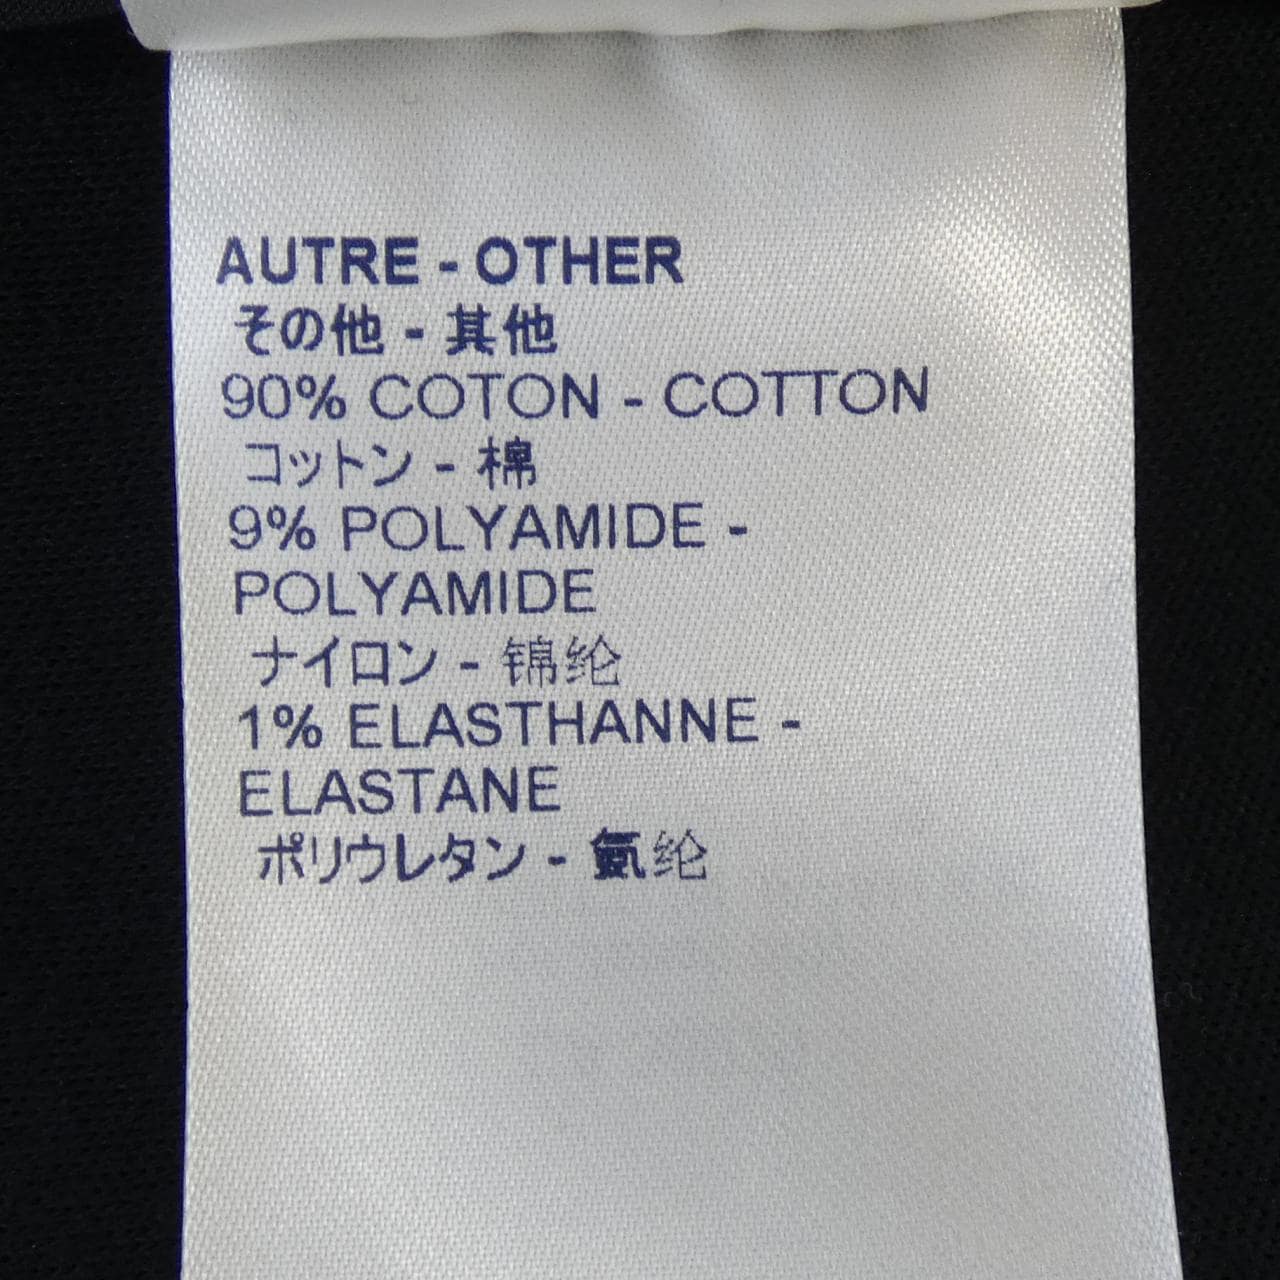 AUTRE - OTHER
その他 - 其他
90% COTON - COTTON
コットン - 棉
9% POLYAMIDE -
POLYAMIDE
ナイロン - 锦纶
1% ELASTHANNE -
ELASTANE
ポリウレタン - 氨纶